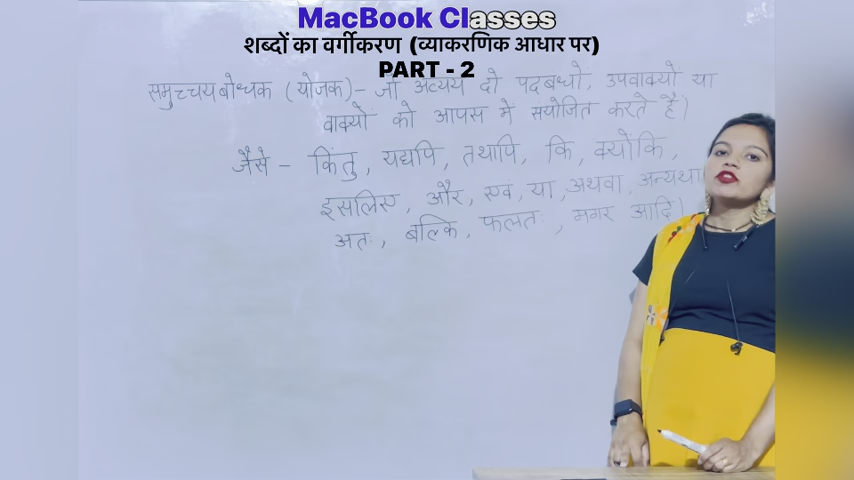 MacBook Classes
शब्दों का वर्गीकरण (व्याकरणिक आधार पर)
PART - 2
समुच्चयबोधक (योजक)- जो अव्यय दो पदबंधो, उपवाक्यों या
वाक्यों को आपस मे संयोजित करते है।
जैसे - किंतु, यद्यपि, तथापि, कि, क्योंकि,
इसलिए, और, एवं, या, अथवा, अन्यथा
अतः, बल्कि, फलतः, मगर आदि।